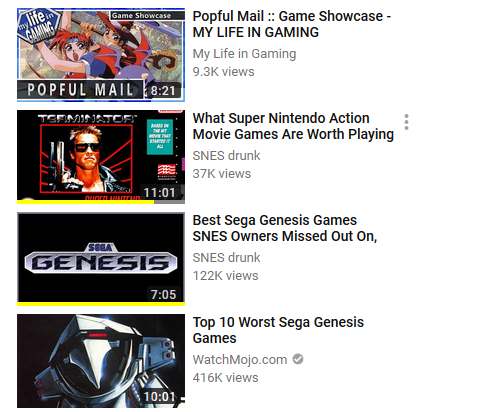 my life in GAMING
Game Showcase
POPFUL MAIL
8:21
Popful Mail :: Game Showcase -
MY LIFE IN GAMING
My Life in Gaming
9.3K views
TERMINATOR
BASED ON
THE HIT
MOVIE THAT
STARTED IT
ALL
SUPER NINTENDO
11:01
What Super Nintendo Action
Movie Games Are Worth Playing
SNES drunk
37K views
SEGA
GENESIS
7:05
Best Sega Genesis Games
SNES Owners Missed Out On,
SNES drunk
122K views
10:01
Top 10 Worst Sega Genesis
Games
WatchMojo.com
416K views